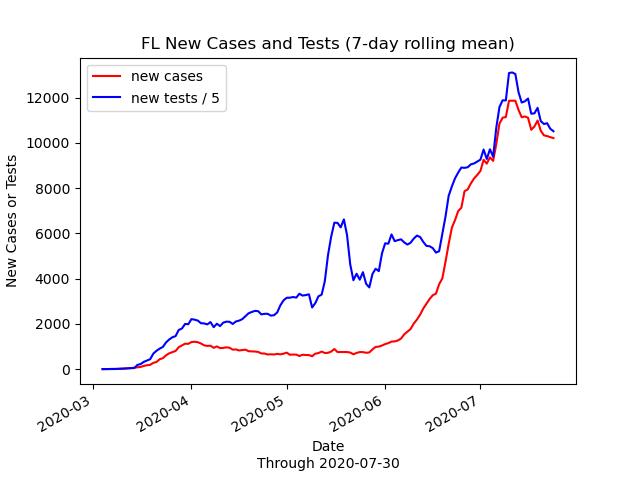 FL New Cases and Tests (7-day rolling mean)
new cases
new tests / 5
New Cases or Tests
12000
10000
8000
6000
4000
2000
0
2020-03
2020-04
2020-05
2020-06
2020-07
Date
Through 2020-07-30